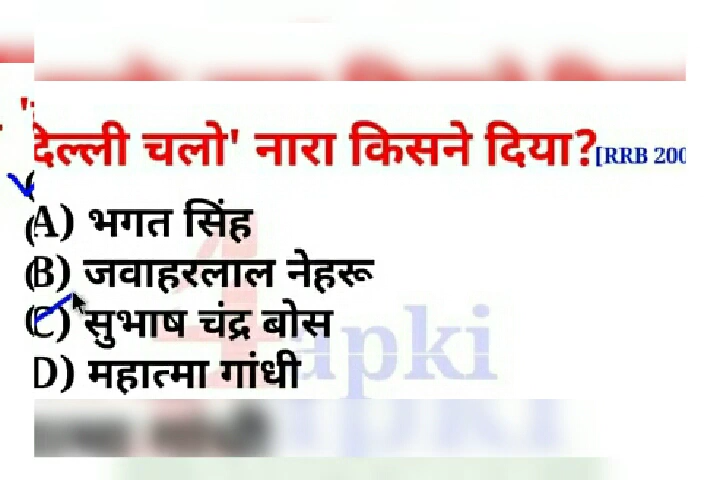 'दिल्ली चलो' नारा किसने दिया?[RRB 200
(A) भगत सिंह
(B) जवाहरलाल नेहरू
(C) सुभाष चंद्र बोस
D) महात्मा गांधी
apki